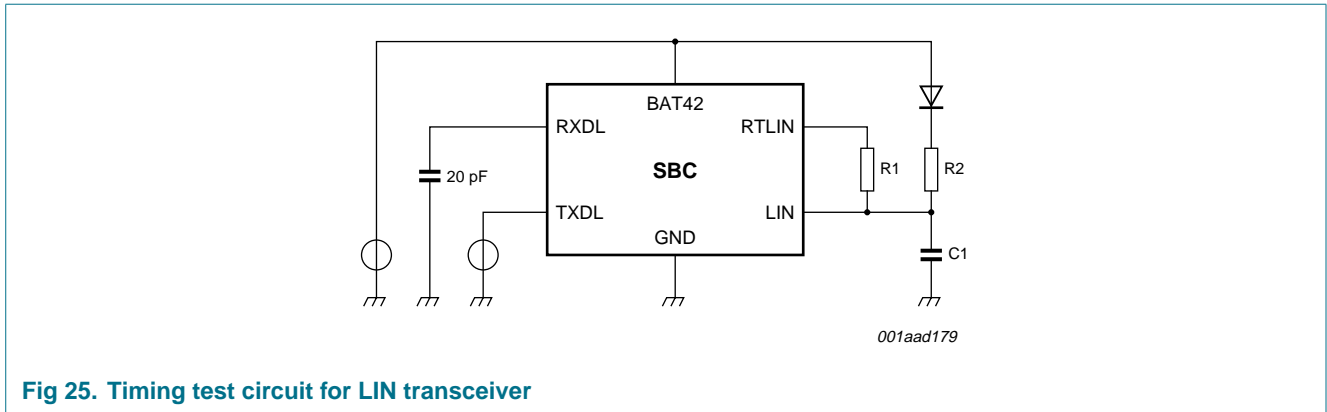 BAT42
RXDL
RTLIN
SBC
R1
R2
20 pF
TXDL
LIN
GND
C1
001aad179
Fig 25. Timing test circuit for LIN transceiver